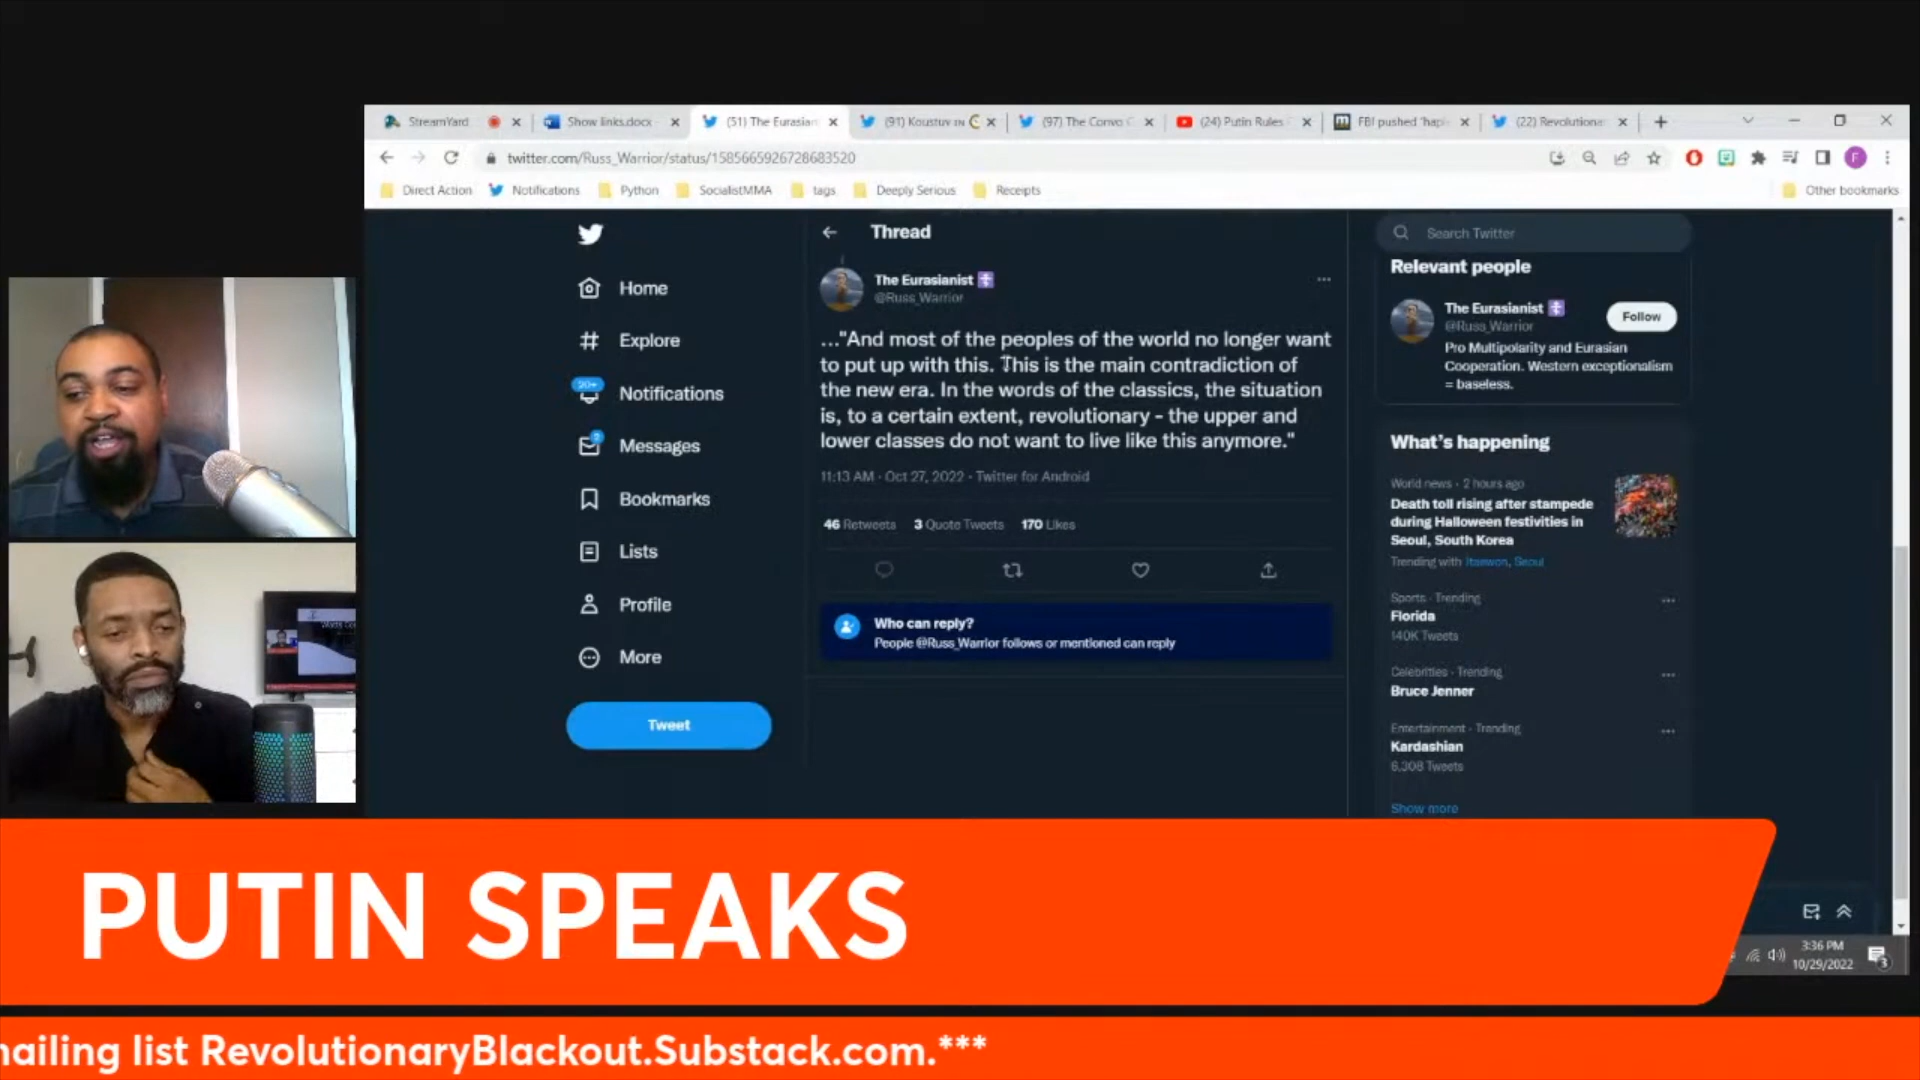 StreamYard
Show links.docx
(51) The Eurasian
(91) Koustuv
(97) The Convo
(24) Putin Rules
FBI pushed
(22) Revolutiona
twitter.com/Russ_Warrior/status/1585665926728683520
F
Direct Action
Notifications
Python
SocialistMMA
tags
Deeply Serious
Receipts
Other bookmarks
Home
Explore
20+
Notifications
Messages
Bookmarks
Lists
Profile
More
Tweet
Thread
The Eurasianist
@Russ_Warrior
..."And most of the peoples of the world no longer want
to put up with this. This is the main contradiction of
the new era. In the words of the classics, the situation
is, to a certain extent, revolutionary - the upper and
lower classes do not want to live like this anymore."
11:13 AM · Oct 27, 2022 · Twitter for Android
46 Retweets 3 Quote Tweets 170 Likes
Who can reply?
People @Russ_Warrior follows or mentioned can reply
Search Twitter
Relevant people
The Eurasianist
@Russ_Warrior
Follow
Pro Multipolarity and Eurasian
Cooperation. Western exceptionalism
= baseless.
What's happening
World news · 2 hours ago
Death toll rising after stampede
during Halloween festivities in
Seoul, South Korea
Trending with Itaewon, Seoul
Sports · Trending
Florida
140K Tweets
Celebrities · Trending
Bruce Jenner
Entertainment · Trending
Kardashian
6,308 Tweets
Show more
3:36 PM
10/29/2022
3
PUTIN SPEAKS
mailing list RevolutionaryBlackout.Substack.com.***